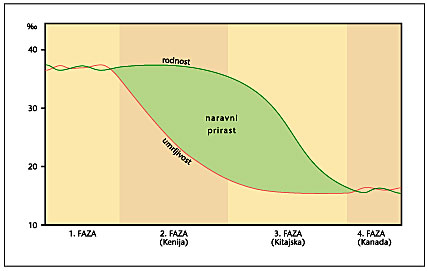 ‰
40
30
20
10
rodnost
naravni
prirast
umrljivost
1. FAZA
2. FAZA
(Kenija)
3. FAZA
(Kitajska)
4. FAZA
(Kanada)